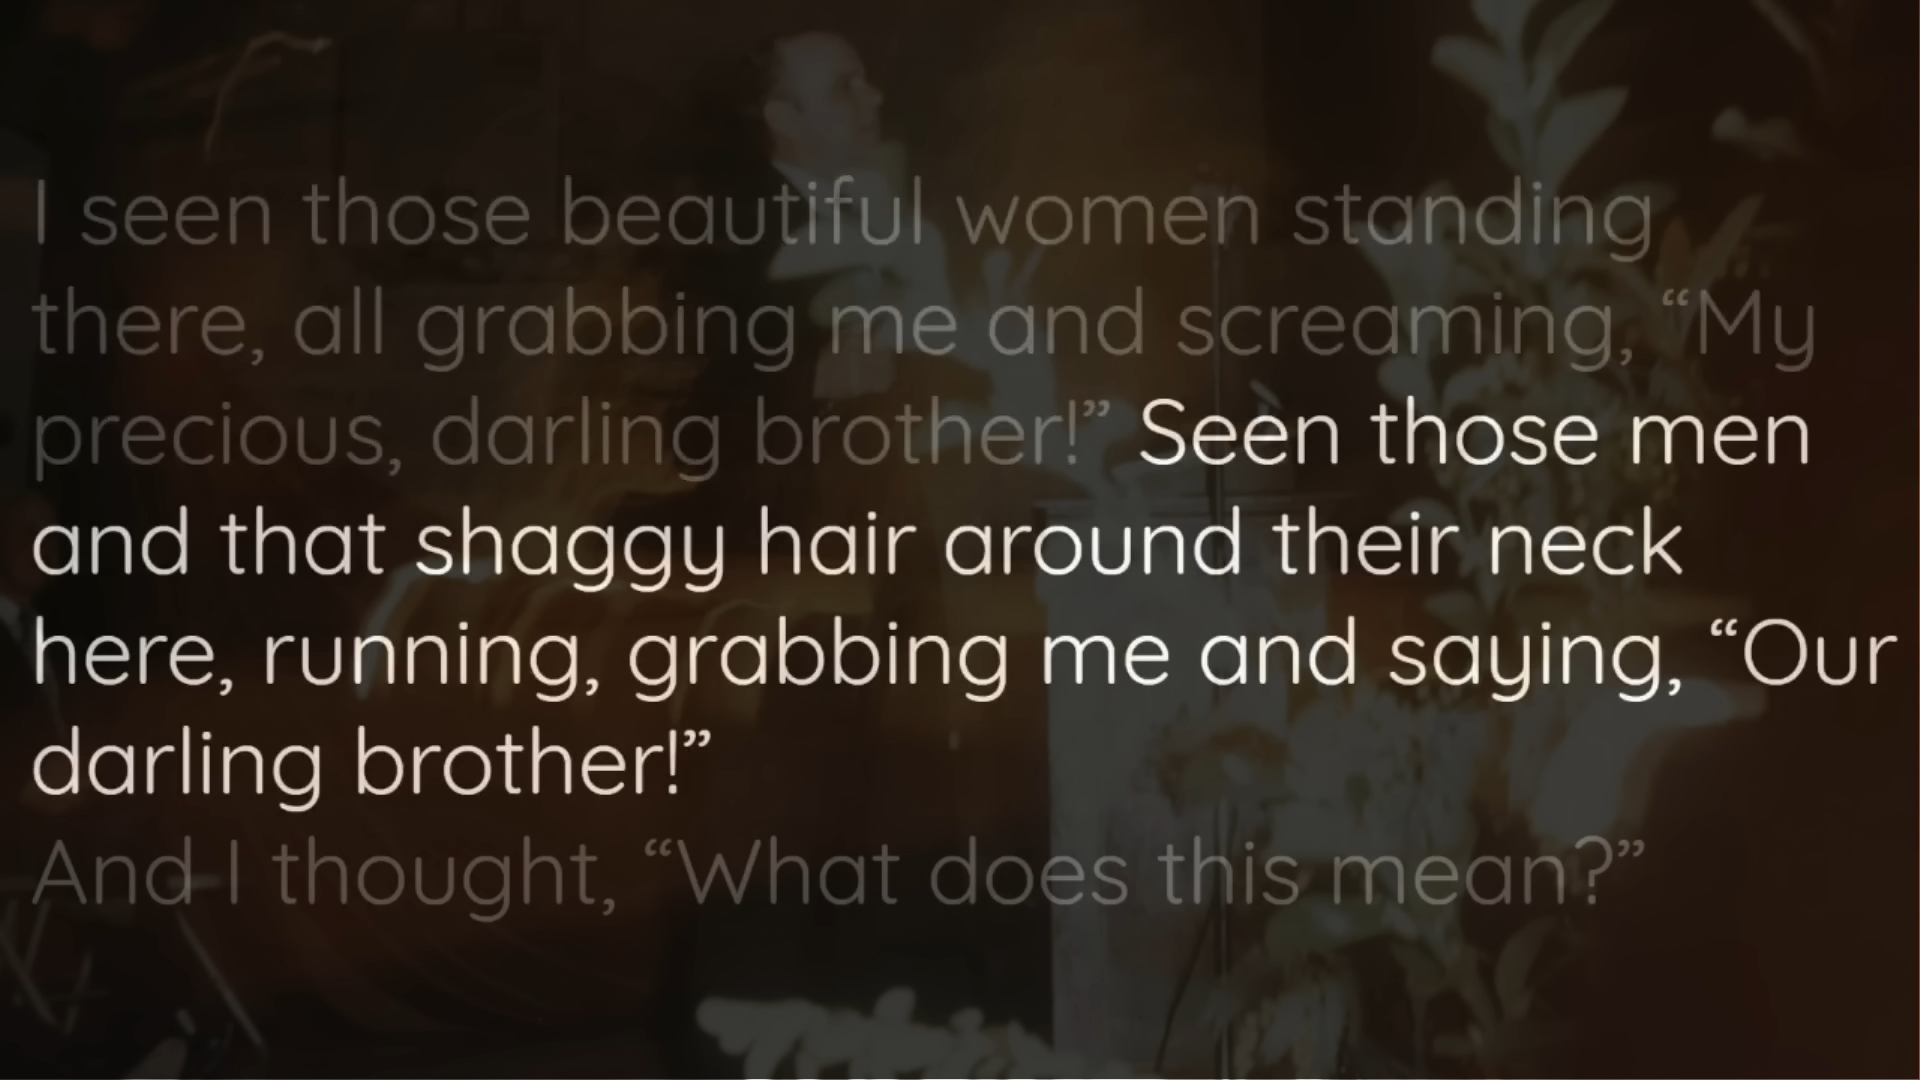 I seen those beautiful women standing
there, all grabbing me and screaming, “My
precious, darling brother!” Seen those men
and that shaggy hair around their neck
here, running, grabbing me and saying, “Our
darling brother!”
And I thought, “What does this mean?”